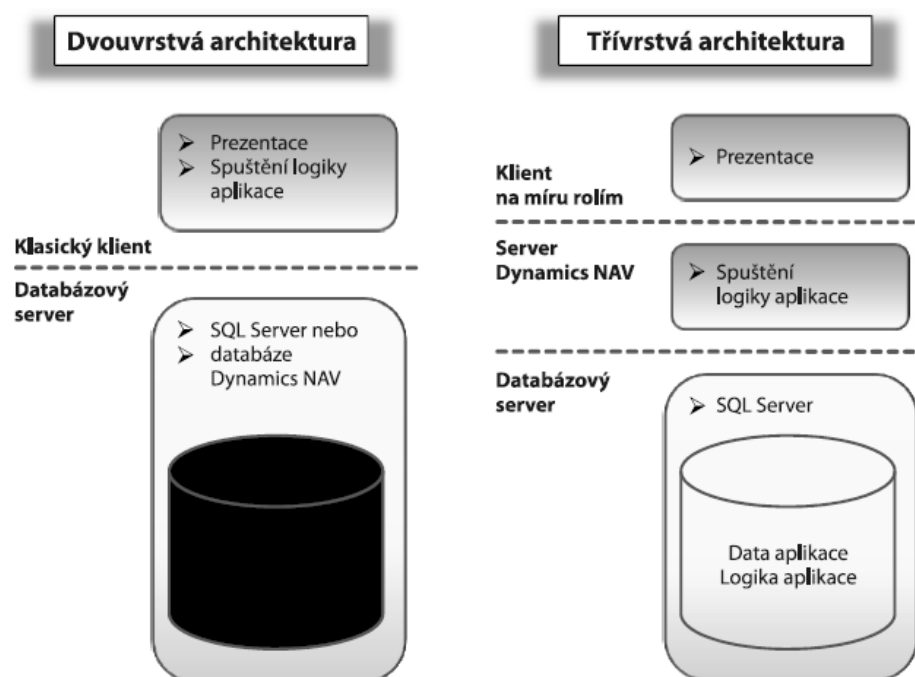 Dvouvrstvá architektura
➢ Prezentace
➢ Spuštění logiky
aplikace
Klasický klient
Databázový
server
➢ SQL Server nebo
➢ databáze
Dynamics NAV
Třívrstvá architektura
➢ Prezentace
Klient
na míru rolím
Server
Dynamics NAV
➢ Spuštění
logiky aplikace
Databázový
server
➢ SQL Server
Data aplikace
Logika aplikace